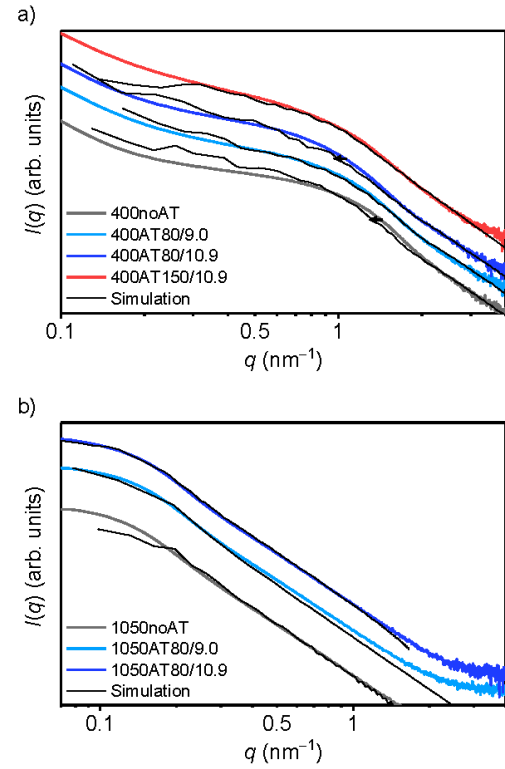 a)
I(q) (arb. units)
400noAT
400AT80/9.0
400AT80/10.9
400AT150/10.9
Simulation
0.1
0.5
1
q (nm⁻¹)
b)
I(q) (arb. units)
1050noAT
1050AT80/9.0
1050AT80/10.9
Simulation
0.1
0.5
1
q (nm⁻¹)